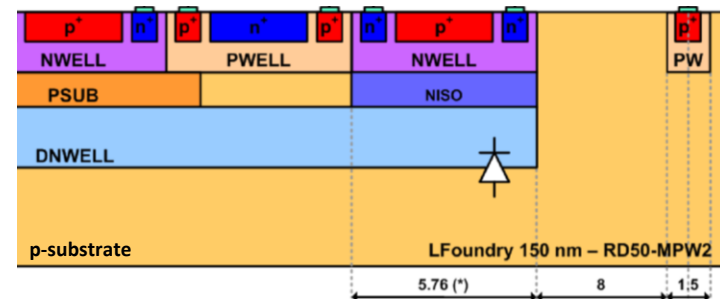 p+ n+ p+ n+ p+ n+ p+ n+ p+
NWELL PWELL NWELL PW
PSUB NISO
DNWELL
p-substrate LFoundry 150 nm – RD50-MPW2
5.76 (*) 8 1.5